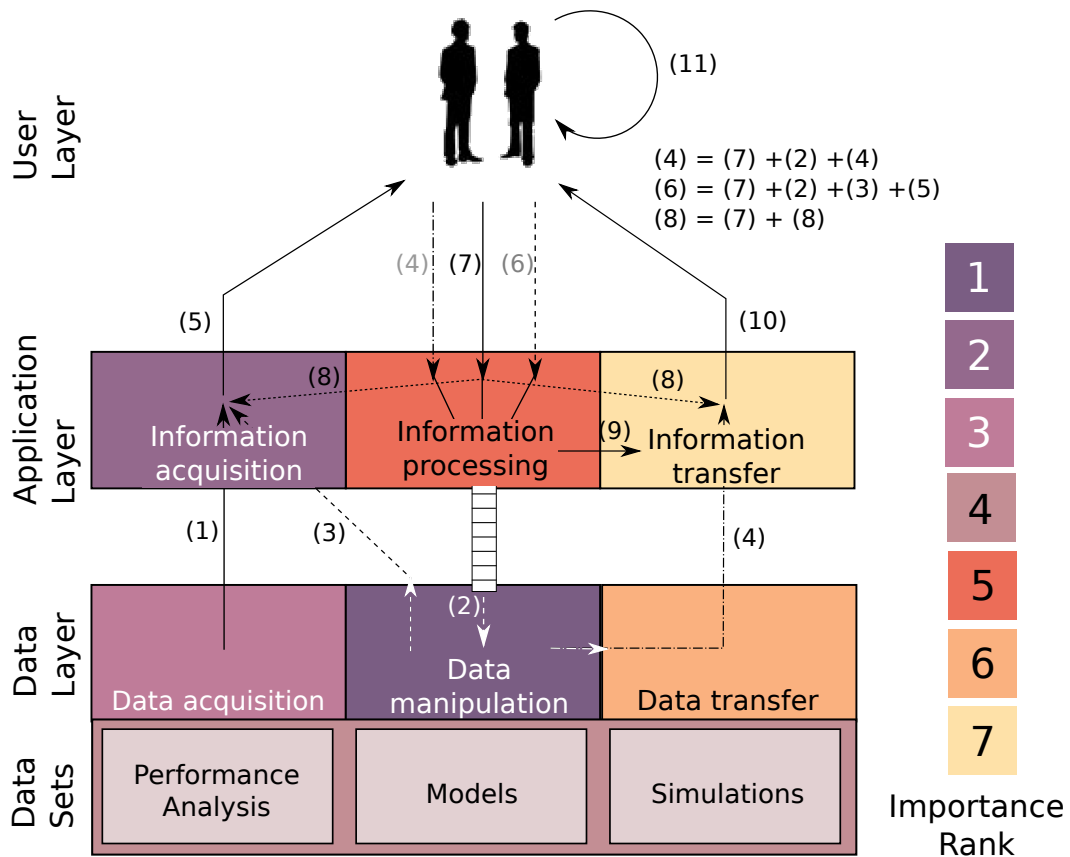 User
Layer
(11)
(4) = (7) +(2) +(4)
(6) = (7) +(2) +(3) +(5)
(8) = (7) + (8)
(4)
(7)
(6)
(5)
(10)
Application
Layer
(8)
(8)
Information
acquisition
Information
processing
(9)
Information
transfer
(1)
(3)
(4)
Data
Layer
(2)
Data acquisition
Data
manipulation
Data transfer
Data
Sets
Performance
Analysis
Models
Simulations
1
2
3
4
5
6
7
Importance
Rank